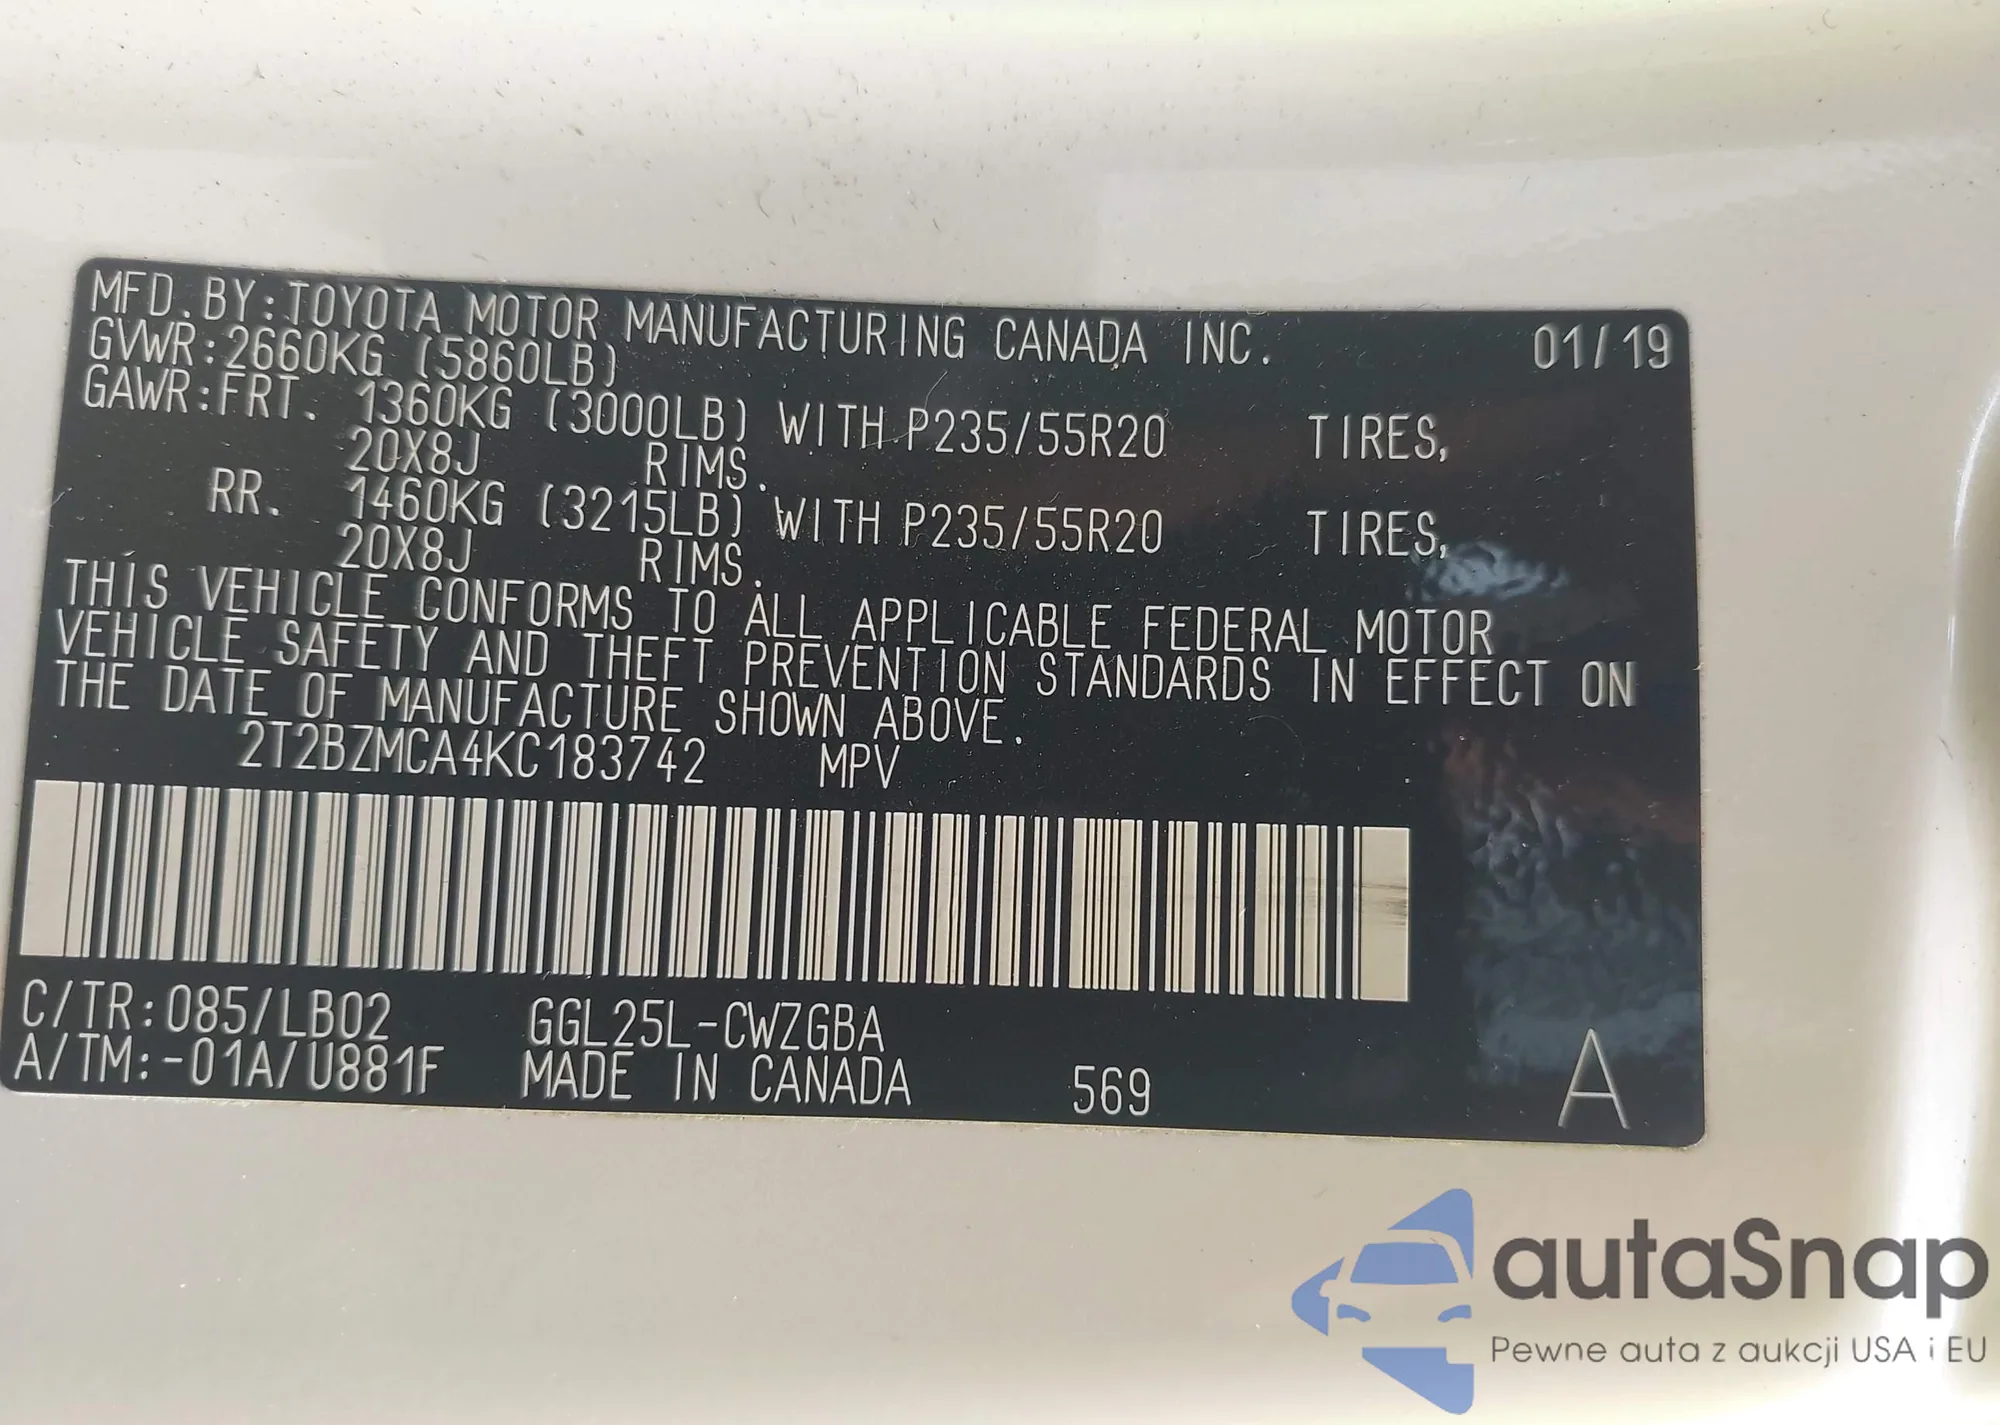 MFD. BY: TOYOTA MOTOR MANUFACTURING CANADA INC. 01/19
GVWR: 2660KG (5860LB)
GAWR: FRT. 1360KG (3000LB) WITH P235/55R20 TIRES,
20X8J RIMS.
RR. 1460KG (3215LB) WITH P235/55R20 TIRES,
20X8J RIMS.
THIS VEHICLE CONFORMS TO ALL APPLICABLE FEDERAL MOTOR
VEHICLE SAFETY AND THEFT PREVENTION STANDARDS IN EFFECT ON
THE DATE OF MANUFACTURE SHOWN ABOVE.
2T2BZMCA4KC183742 MPV
C/TR: 085/LB02 GGL25L-CWZGBA
A/TM: -01A/U881F MADE IN CANADA 569 A
autaSnap
Pewne auta z aukcji USA i EU